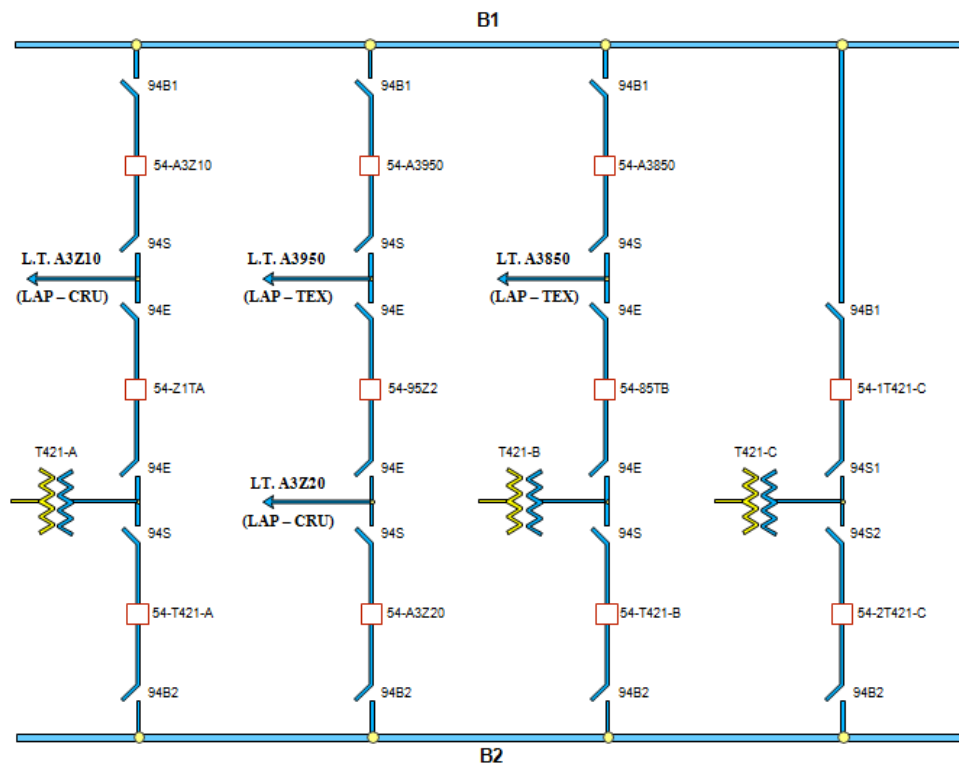 B1
94B1
94B1
94B1
54-A3Z10
54-A3950
54-A3850
94S
94S
94S
L.T. A3Z10
L.T. A3950
L.T. A3850
(LAP – CRU)
(LAP – TEX)
(LAP – TEX)
94E
94E
94E
94B1
54-Z1TA
54-95Z2
54-85TB
54-1T421-C
T421-A
94E
94E
T421-B
94E
T421-C
94S1
L.T. A3Z20
(LAP – CRU)
94S
94S
94S
94S2
54-T421-A
54-A3Z20
54-T421-B
54-2T421-C
94B2
94B2
94B2
94B2
B2